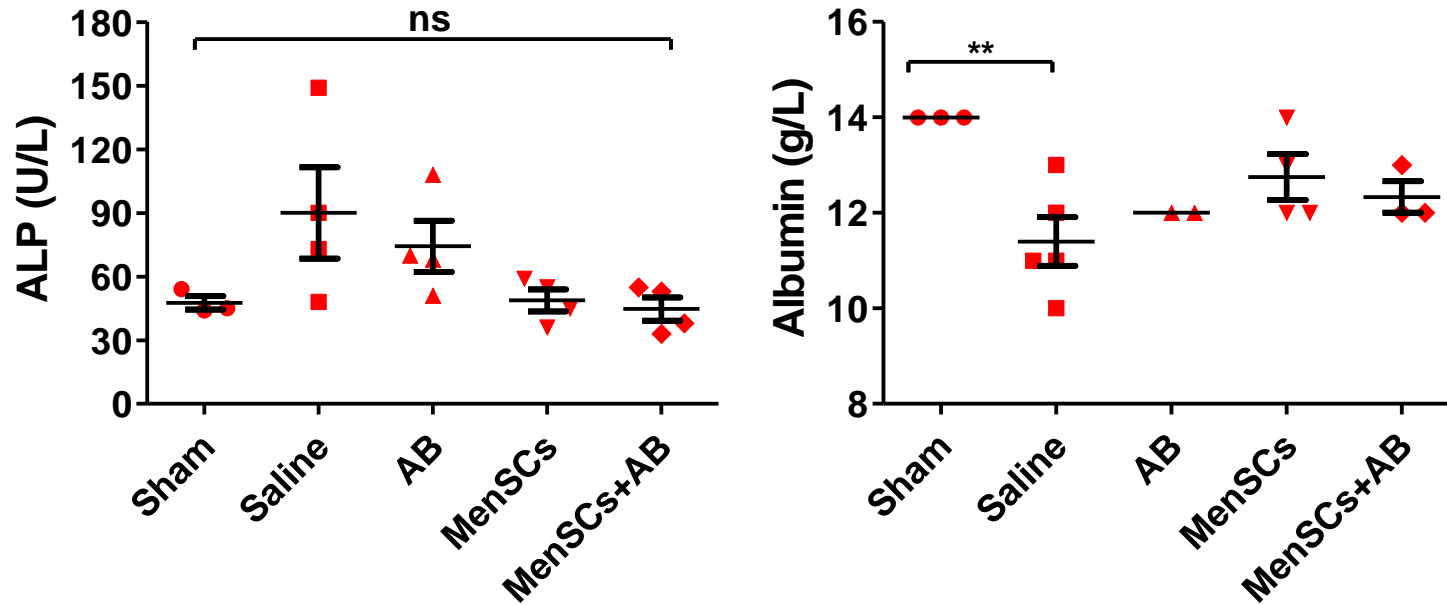 ALP (U/L)
180
150
120
90
60
30
0
ns
Sham
Saline
AB
MenSCs
MenSCs+AB
Albumin (g/L)
16
14
12
10
8
**
Sham
Saline
AB
MenSCs
MenSCs+AB